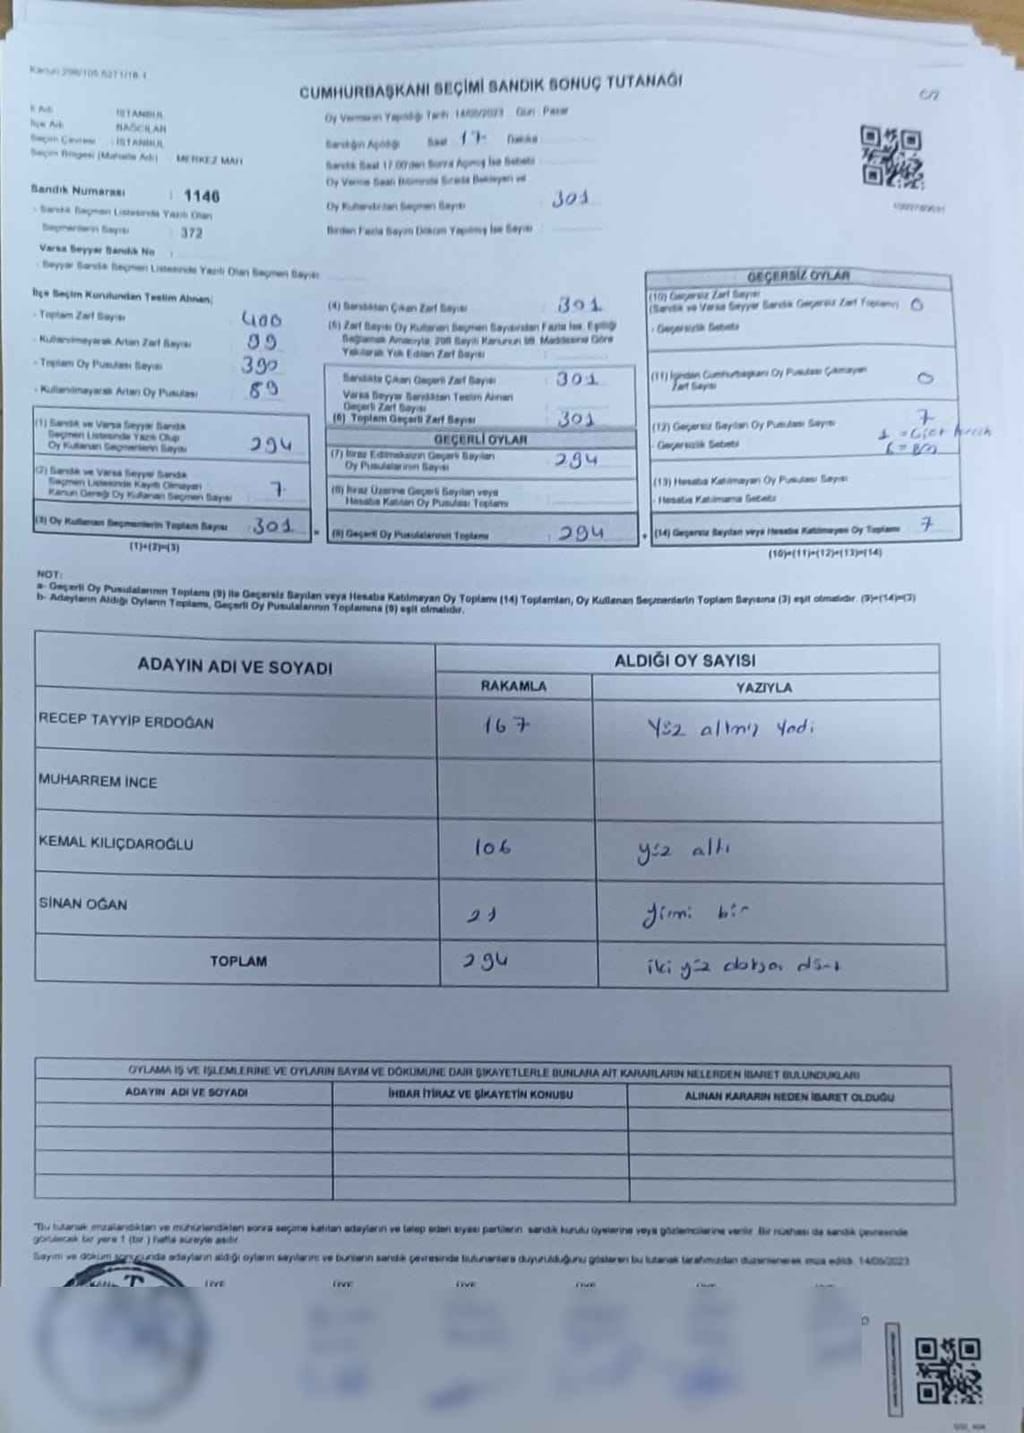 Kanun 298/105 6271/18-1
CUMHURBAŞKANI SEÇİMİ SANDIK SONUÇ TUTANAĞI
İl Adı : İSTANBUL
İlçe Adı : BAĞCILAR
Seçim Çevresi : İSTANBUL
Seçim Bölgesi (Mahalle Adı) : MERKEZ MAH
Sandık Numarası : 1146
- Sandık Seçmen Listesinde Yazılı Olan
Seçmenlerin Sayısı : 372
Varsa Seyyar Sandık No :
- Seyyar Sandık Seçmen Listesinde Yazılı Olan Seçmen Sayısı
Oy Vermenin Yapıldığı Tarih 14/05/2023 Gün : Pazar
Sandığın Açıldığı Saat 17 Dakika
Sandık Saat 17.00'den Sonra Açılmış İse Sebebi
Oy Verme Saati Bitiminde Sırada Bekleyen ve
Oy Kullandırılan Seçmen Sayısı 301
Birden Fazla Sayım Döküm Yapılmış İse Sayısı
İlçe Seçim Kurulundan Teslim Alınan;
- Toplam Zarf Sayısı 400
- Kullanılmayarak Artan Zarf Sayısı 99
- Toplam Oy Pusulası Sayısı 390
- Kullanılmayarak Artan Oy Pusulası 89
(1) Sandık ve Varsa Seyyar Sandık
Seçmen Listesinde Yazılı Olup
Oy Kullanan Seçmenlerin Sayısı 294
(2) Sandık ve Varsa Seyyar Sandık
Seçmen Listesinde Kayıtlı Olmayan
Kanun Gereği Oy Kullanan Seçmen Sayısı 7
(3) Oy Kullanan Seçmenlerin Toplam Sayısı 301
(1)+(2)=(3)
(4) Sandıktan Çıkan Zarf Sayısı : 301
(5) Zarf Sayısı Oy Kullanan Seçmen Sayısından Fazla İse, Eşitliği
Sağlamak Amacıyla, 298 Sayılı Kanunun 98. Maddesine Göre
Yakılarak Yok Edilen Zarf Sayısı
Sandıkta Çıkan Geçerli Zarf Sayısı : 301
Varsa Seyyar Sandıktan Teslim Alınan
Geçerli Zarf Sayısı
(6) Toplam Geçerli Zarf Sayısı 301
GEÇERLİ OYLAR
(7) İtiraz Edilmeksizin Geçerli Sayılan
Oy Pusulalarının Sayısı 294
(8) İtiraz Üzerine Geçerli Sayılan veya
Hesaba Katılan Oy Pusulası Toplamı
(9) Geçerli Oy Pusulalarının Toplamı : 294
GEÇERSİZ OYLAR
(10) Geçersiz Zarf Sayısı
(Sandık ve Varsa Seyyar Sandık Geçersiz Zarf Toplamı) 0
- Geçersizlik Sebebi
(11) İçinden Cumhurbaşkanı Oy Pusulası Çıkmayan
Zarf Sayısı 0
(12) Geçersiz Sayılan Oy Pusulası Sayısı 7
- Geçersizlik Sebebi
(13) Hesaba Katılmayan Oy Pusulası Sayısı
- Hesaba Katılmama Sebebi
(14) Geçersiz Sayılan veya Hesaba Katılmayan Oy Toplamı 7
(10)+(11)+(12)+(13)=(14)
NOT:
a- Geçerli Oy Pusulalarının Toplamı (9) ile Geçersiz Sayılan veya Hesaba Katılmayan Oy Toplamı (14) Toplamları, Oy Kullanan Seçmenlerin Toplam Sayısına (3) eşit olmalıdır. (9)+(14)=(3)
b- Adayların Aldığı Oyların Toplamı, Geçerli Oy Pusulalarının Toplamına (9) eşit olmalıdır.
ADAYIN ADI VE SOYADI
ALDIĞI OY SAYISI
RAKAMLA YAZIYLA
RECEP TAYYİP ERDOĞAN 167 Yüz altmış yedi
MUHARREM İNCE
KEMAL KILIÇDAROĞLU 106 yüz altı
SİNAN OĞAN 21 yirmi bir
TOPLAM 294 iki yüz doksan dört
OYLAMA İŞ VE İŞLEMLERİNE VE OYLARIN SAYIM VE DÖKÜMÜNE DAİR ŞİKAYETLERLE BUNLARA AİT KARARLARIN NELERDEN İBARET BULUNDUKLARI
ADAYIN ADI VE SOYADI İHBAR İTİRAZ VE ŞİKAYETİN KONUSU ALINAN KARARIN NEDEN İBARET OLDUĞU
*Bu tutanak imzalandıktan ve mühürlendikten sonra seçime katılan adayların ve talep eden siyasi partilerin sandık kurulu üyelerine veya gözlemcilerine verilir. Bir nüshası da sandık çevresinde
görülecek bir yere 1 (bir) hafta süreyle asılır.
Sayım ve döküm sonucunda adayların aldığı oyların sayılarını ve bunların sandık çevresinde bulunanlara duyurulduğunu gösteren bu tutanak tarafımızdan düzenlenerek imza edildi. 14/05/2023